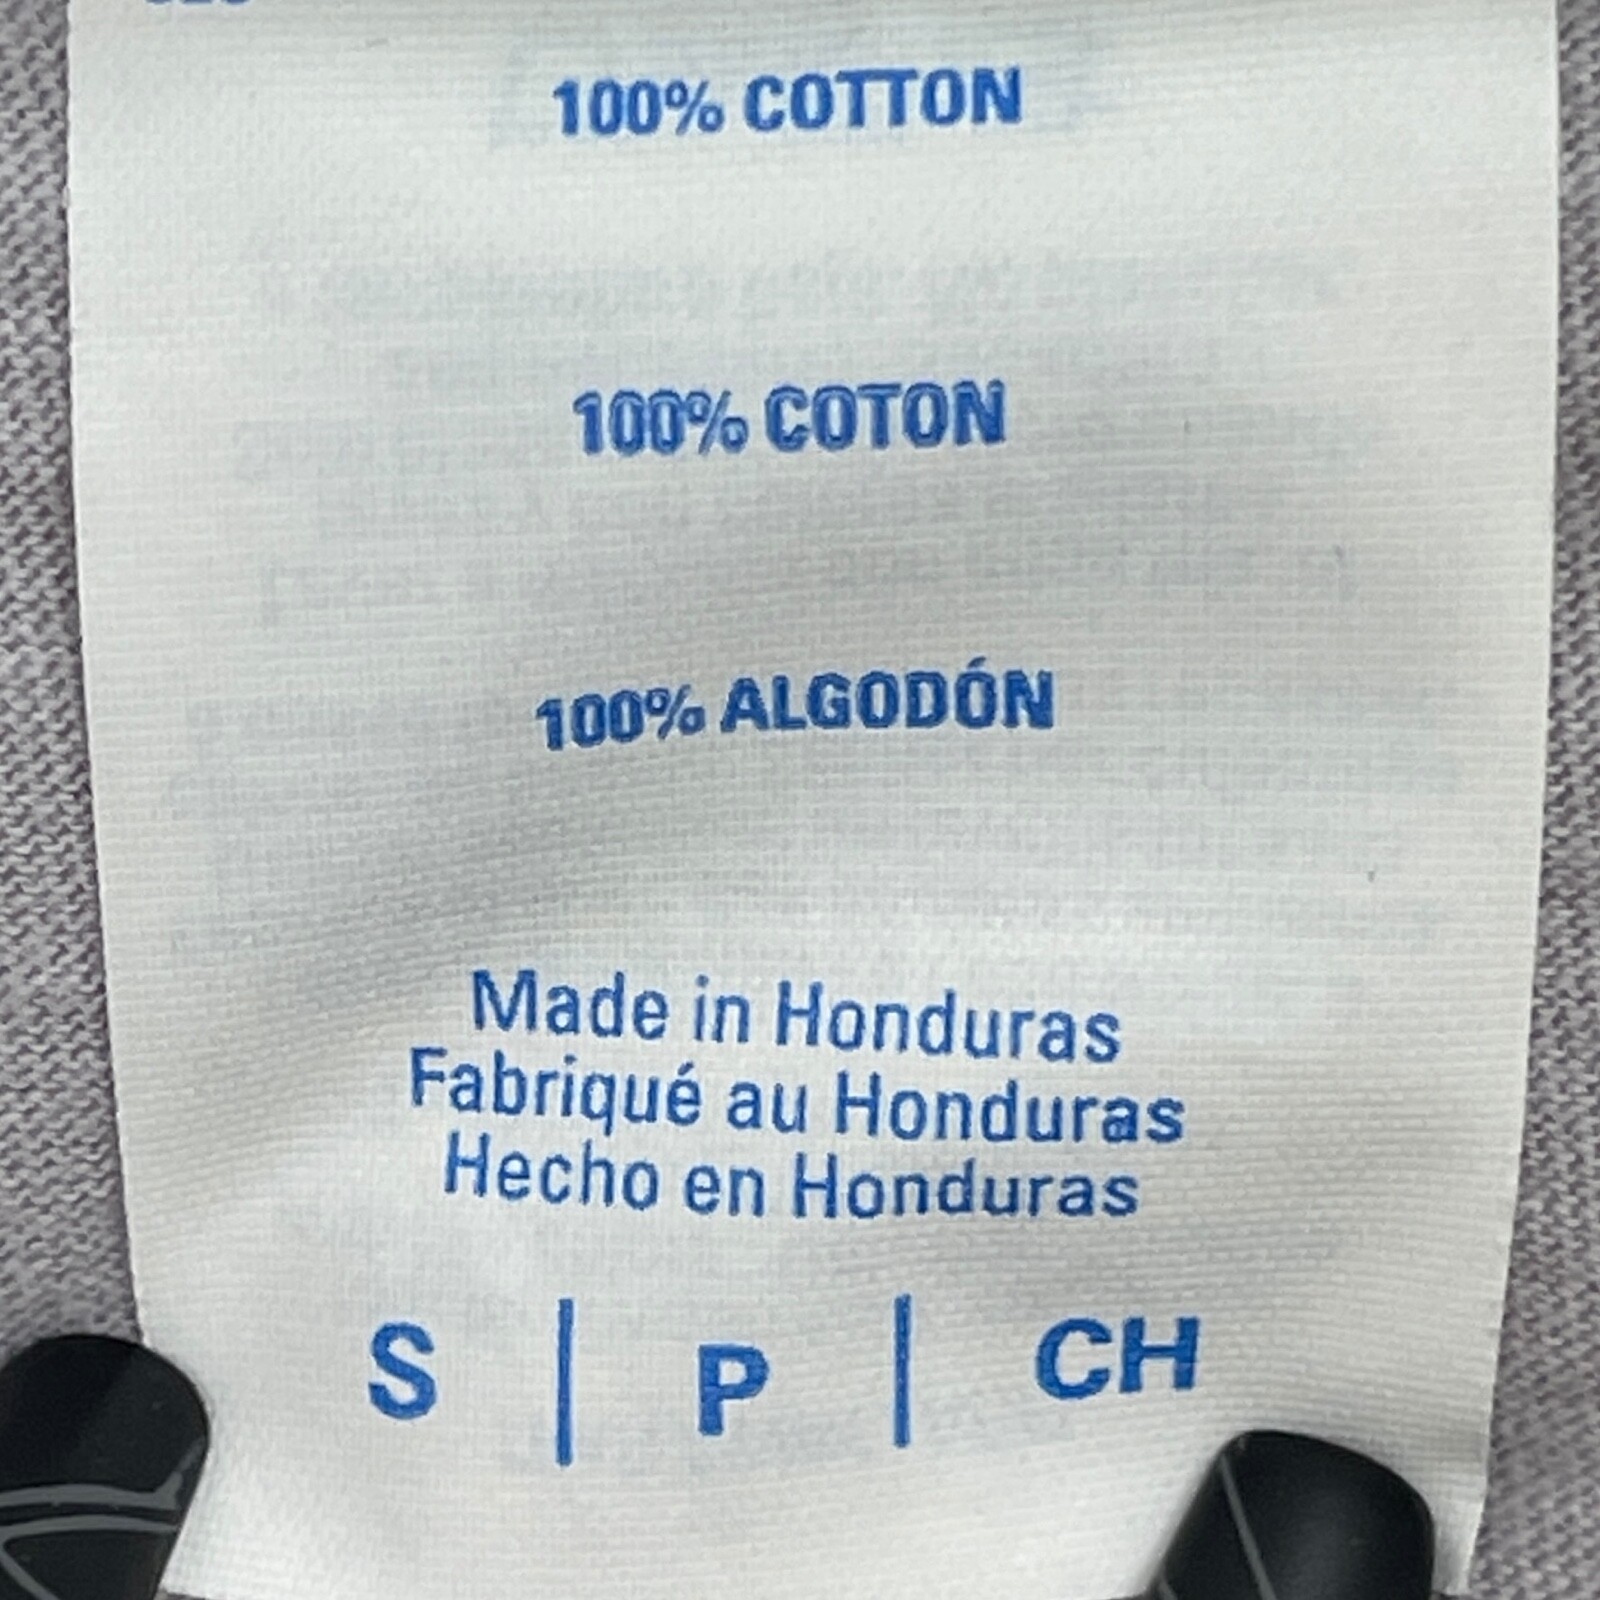 100% COTTON
100% COTON
100% ALGODÓN
Made in Honduras
Fabriqué au Honduras
Hecho en Honduras
S | P | CH